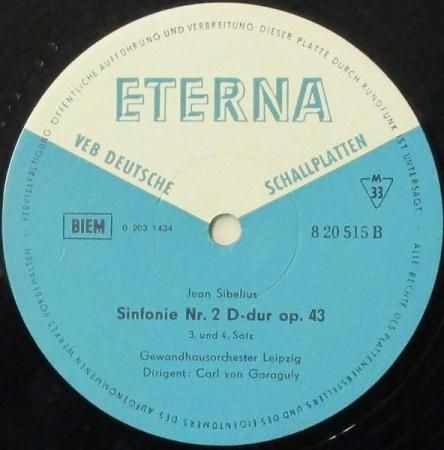 VERVIELFÄLTIGUNG, ÖFFENTLICHE AUFFÜHRUNG UND VERBREITUNG DIESER PLATTE DURCH RUNDFUNK IST UNTERSAGT · ALLE RECHTE DES PLATTENHERSTELLERS UND DES EIGENTÜMERS DES AUFGENOMMENEN WERKES VORBEHALTEN
ETERNA
VEB DEUTSCHE SCHALLPLATTEN
M
33
BIEM
0 203 1434
8 20 515 B
Jean Sibelius
Sinfonie Nr. 2 D-dur op. 43
3. und 4. Satz
Gewandhausorchester Leipzig
Dirigent: Carl von Garaguly